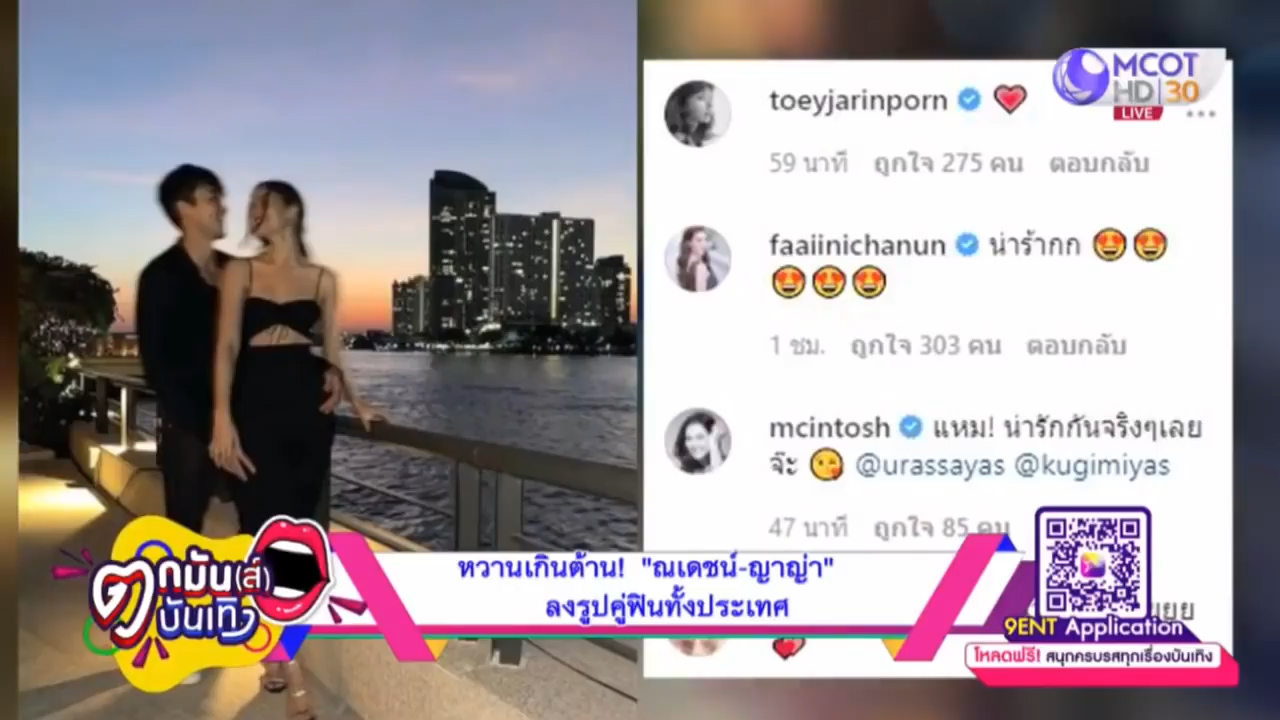 MCOT
HD 30
LIVE
toeyjarinporn
59 นาที ถูกใจ 275 คน ตอบกลับ
faaiinichanun น่าร้ากก 😍😍
😍😍😍
1 ชม. ถูกใจ 303 คน ตอบกลับ
mcintosh แหม! น่ารักกันจริงๆเลย
จ๊ะ 😘 @urassayas @kugimiyas
47 นาที ถูกใจ 85 คน
ตกมัน(ส์)
บันเทิง
หวานเกินต้าน! "ณเดชน์-ญาญ่า"
ลงรูปคู่ฟินทั้งประเทศ
9ENT Application
โหลดฟรี! สนุกครบรสทุกเรื่องบันเทิง